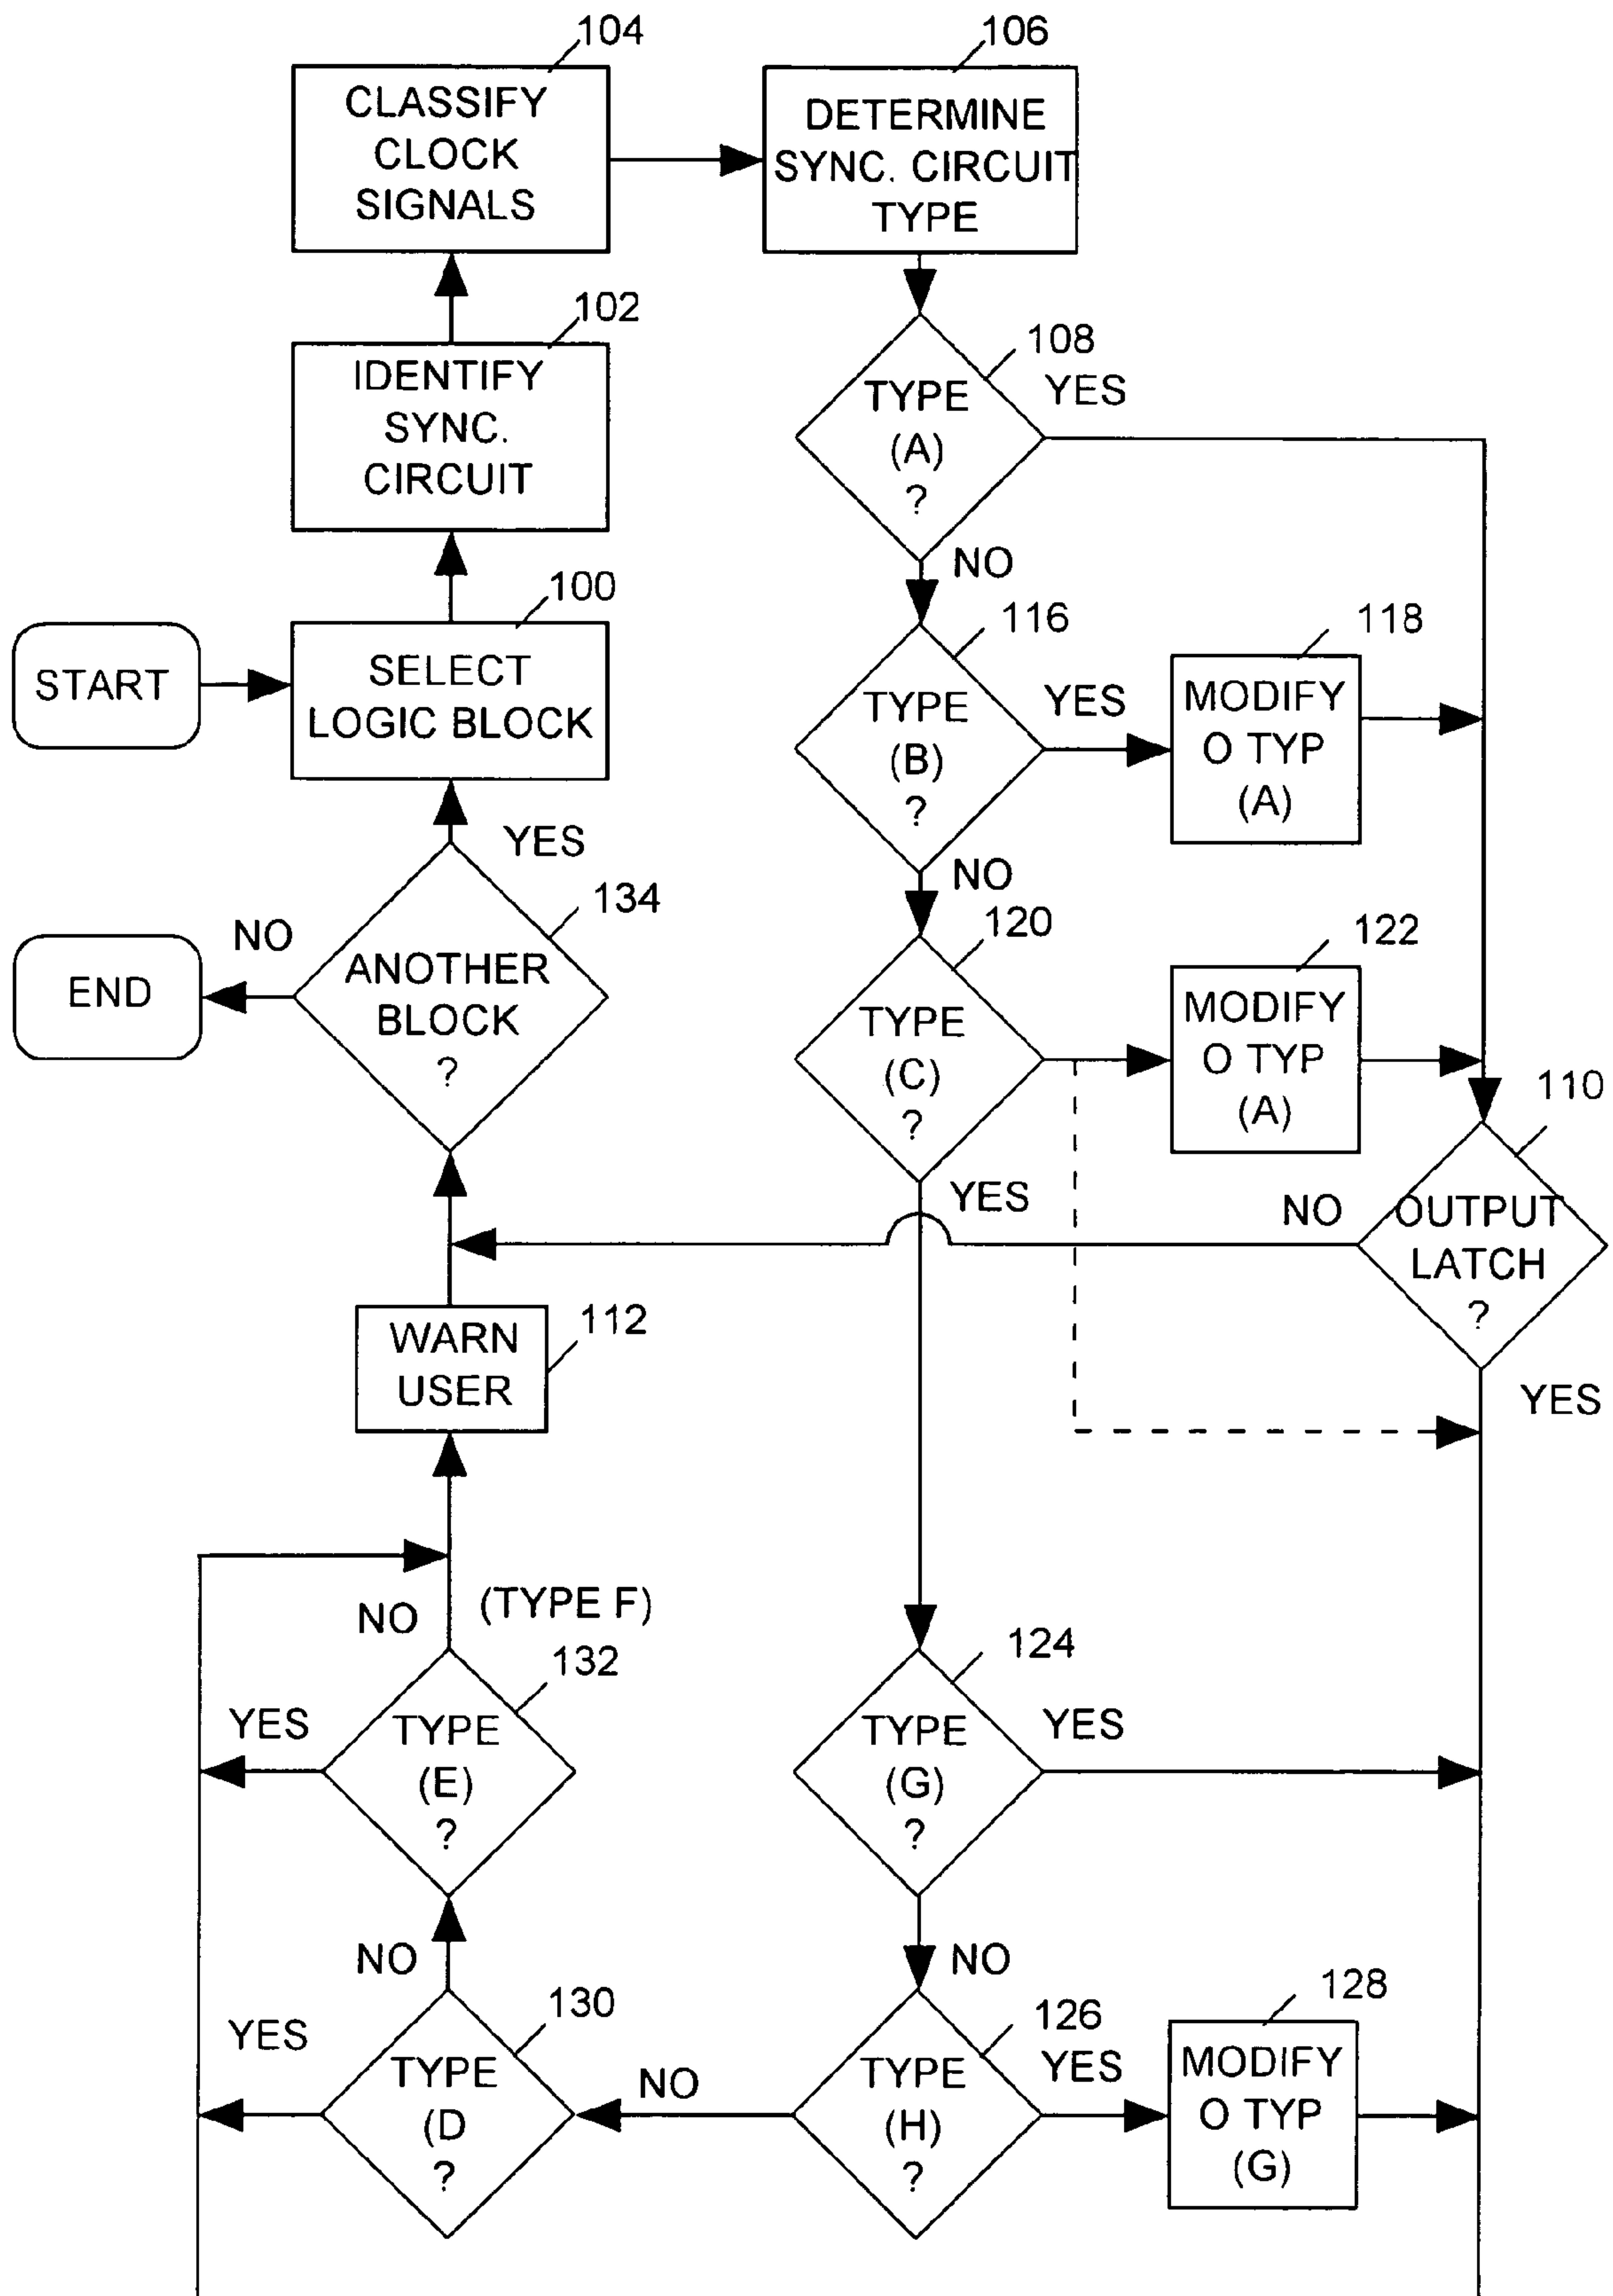 104
CLASSIFY
CLOCK
SIGNALS
106
DETERMINE
SYNC. CIRCUIT
TYPE
102
IDENTIFY
SYNC.
CIRCUIT
108
TYPE
(A)
?
YES
NO
100
SELECT
LOGIC BLOCK
START
116
TYPE
(B)
?
YES
NO
118
MODIFY
O TYP
(A)
YES
134
ANOTHER
BLOCK
?
NO
END
120
TYPE
(C)
?
YES
122
MODIFY
O TYP
(A)
110
OUTPUT
LATCH
?
NO
YES
112
WARN
USER
NO
(TYPE F)
132
TYPE
(E)
?
YES
124
TYPE
(G)
?
YES
NO
NO
130
TYPE
(D
?
YES
NO
126
TYPE
(H)
?
YES
128
MODIFY
O TYP
(G)